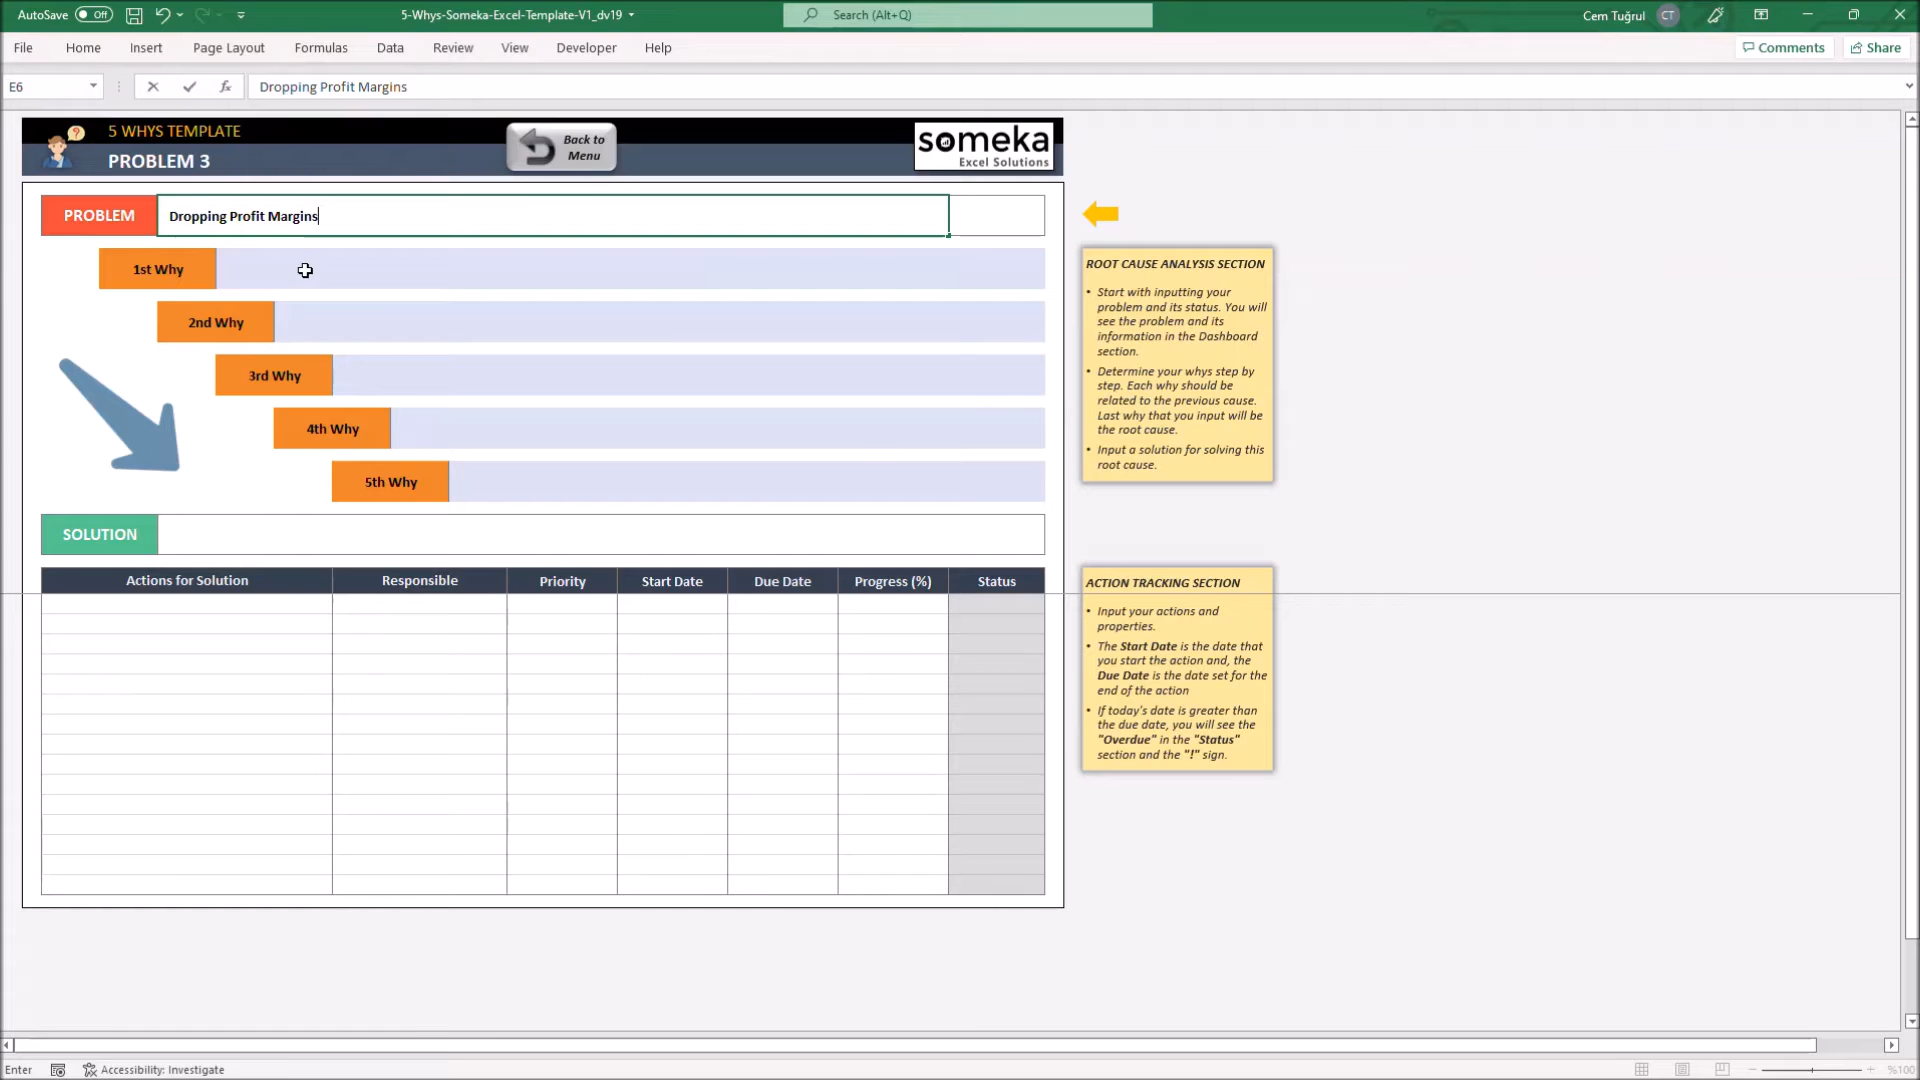 AutoSave Off
5-Whys-Someka-Excel-Template-V1_dv19
Search (Alt+Q)
Cem Tuğrul CT
File Home Insert Page Layout Formulas Data Review View Developer Help
Comments Share
E6 fx Dropping Profit Margins
5 WHYS TEMPLATE
PROBLEM 3
Back to
Menu
someka
Excel Solutions
PROBLEM Dropping Profit Margins
1st Why
2nd Why
3rd Why
4th Why
5th Why
SOLUTION
Actions for Solution Responsible Priority Start Date Due Date Progress (%) Status
ROOT CAUSE ANALYSIS SECTION
• Start with inputting your
problem and its status. You will
see the problem and its
information in the Dashboard
section.
• Determine your whys step by
step. Each why should be
related to the previous cause.
Last why that you input will be
the root cause.
• Input a solution for solving this
root cause.
ACTION TRACKING SECTION
• Input your actions and
properties.
• The Start Date is the date that
you start the action and, the
Due Date is the date set for the
end of the action
• If today's date is greater than
the due date, you will see the
"Overdue" in the "Status"
section and the "!" sign.
Enter Accessibility: Investigate %100